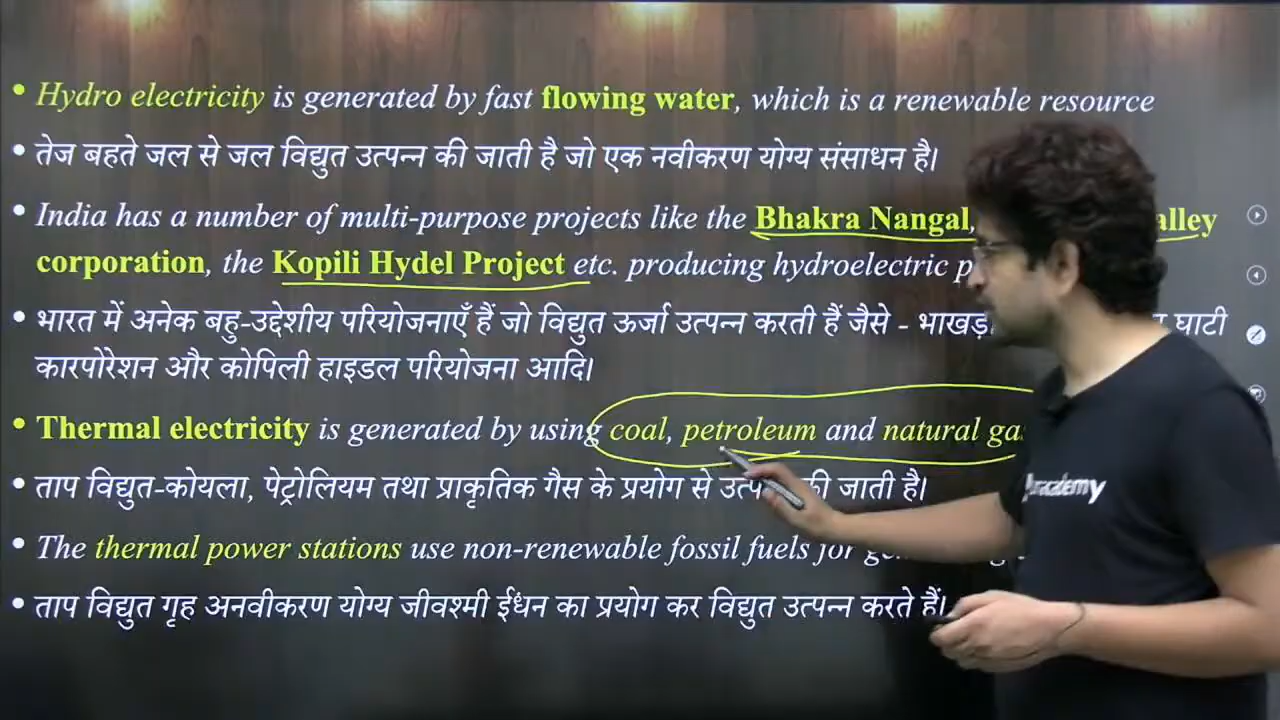 • Hydro electricity is generated by fast flowing water, which is a renewable resource
• तेज बहते जल से जल विद्युत उत्पन्न की जाती है जो एक नवीकरण योग्य संसाधन है।
• India has a number of multi-purpose projects like the Bhakra Nangal, alley
corporation, the Kopili Hydel Project etc. producing hydroelectric p
• भारत में अनेक बहु-उद्देशीय परियोजनाएँ हैं जो विद्युत ऊर्जा उत्पन्न करती हैं जैसे - भाखड़ा घाटी
कारपोरेशन और कोपिली हाइडल परियोजना आदि।
• Thermal electricity is generated by using coal, petroleum and natural ga
• ताप विद्युत-कोयला, पेट्रोलियम तथा प्राकृतिक गैस के प्रयोग से की जाती है।
• The thermal power stations use non-renewable fossil fuels for
• ताप विद्युत गृह अनवीकरण योग्य जीवश्मी ईंधन का प्रयोग कर विद्युत उत्पन्न करते हैं।
unacademy